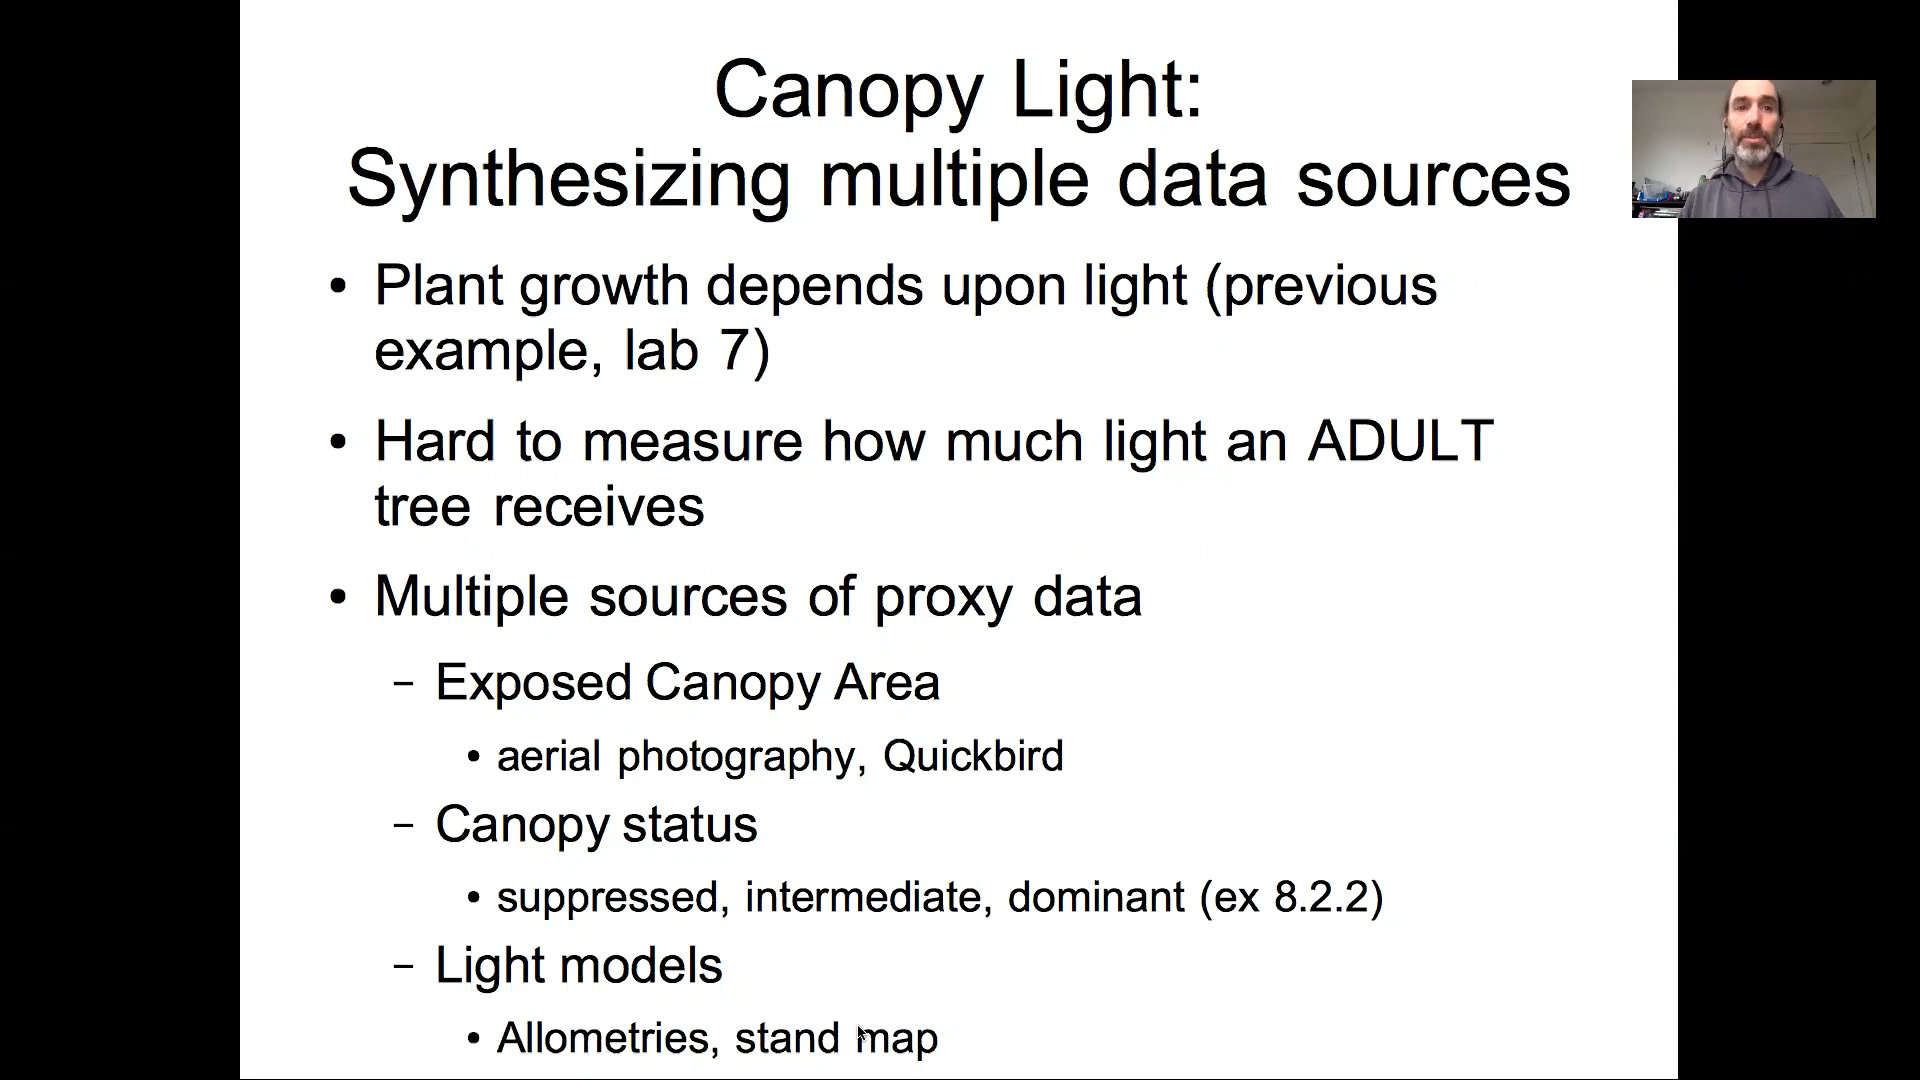 Canopy Light:
Synthesizing multiple data sources
• Plant growth depends upon light (previous
example, lab 7)
• Hard to measure how much light an ADULT
tree receives
• Multiple sources of proxy data
– Exposed Canopy Area
• aerial photography, Quickbird
– Canopy status
• suppressed, intermediate, dominant (ex 8.2.2)
– Light models
• Allometries, stand map